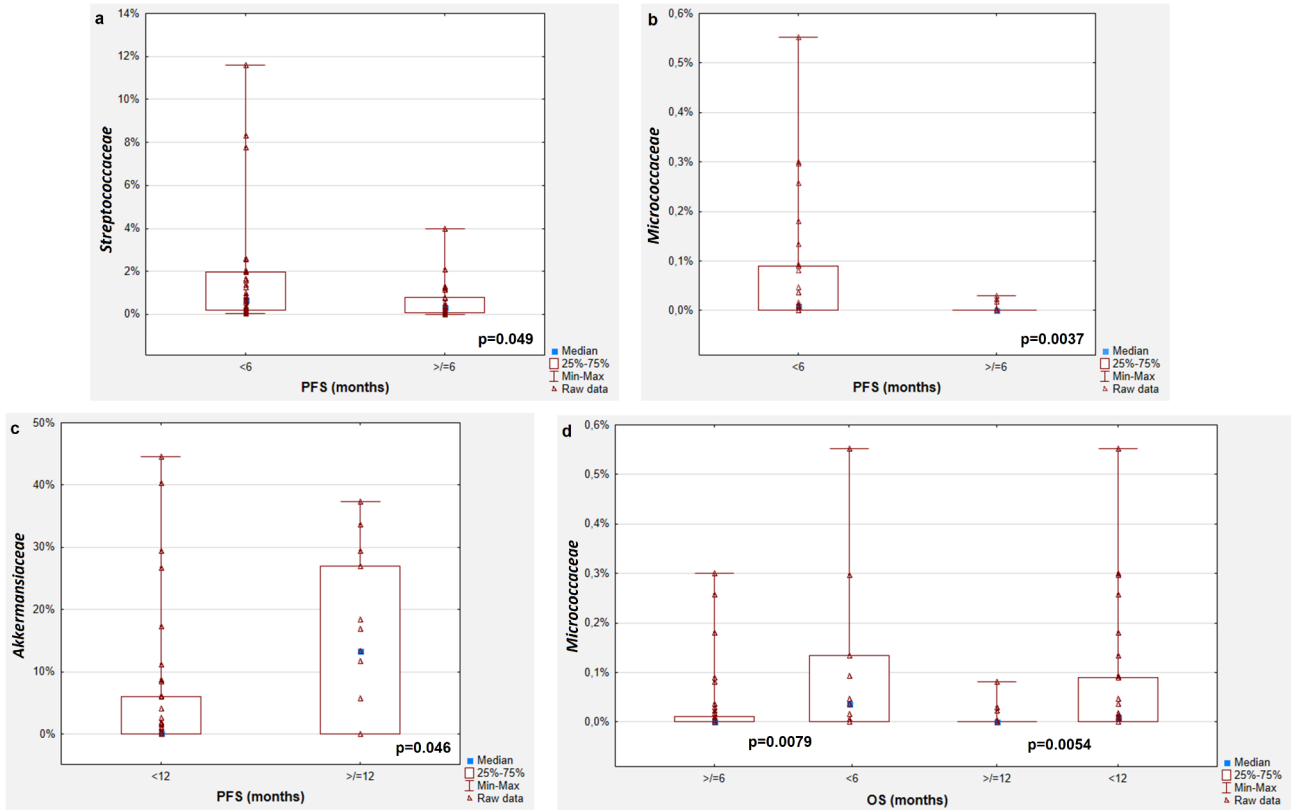 a
14%
12%
10%
8%
6%
4%
2%
0%
Streptococcaceae
<6
>/=6
PFS (months)
p=0.049
Median
25%-75%
Min-Max
Raw data
b
0,6%
0,5%
0,4%
0,3%
0,2%
0,1%
0,0%
Micrococcaceae
<6
>/=6
PFS (months)
p=0.0037
Median
25%-75%
Min-Max
Raw data
c
50%
40%
30%
20%
10%
0%
Akkermansiaceae
<12
>/=12
PFS (months)
p=0.046
Median
25%-75%
Min-Max
Raw data
d
0,6%
0,5%
0,4%
0,3%
0,2%
0,1%
0,0%
Micrococcaceae
>/=6
<6
>/=12
<12
OS (months)
p=0.0079
p=0.0054
Median
25%-75%
Min-Max
Raw data